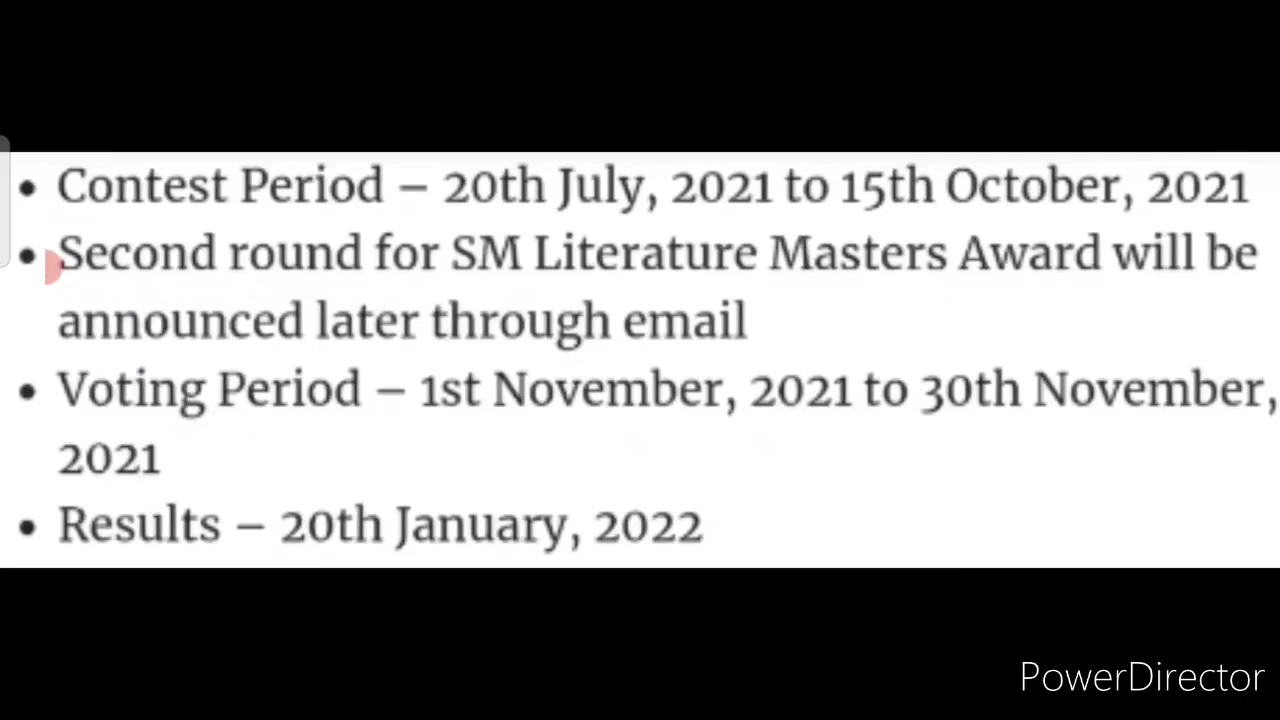 • Contest Period – 20th July, 2021 to 15th October, 2021
• Second round for SM Literature Masters Award will be
announced later through email
• Voting Period – 1st November, 2021 to 30th November,
2021
• Results – 20th January, 2022
PowerDirector